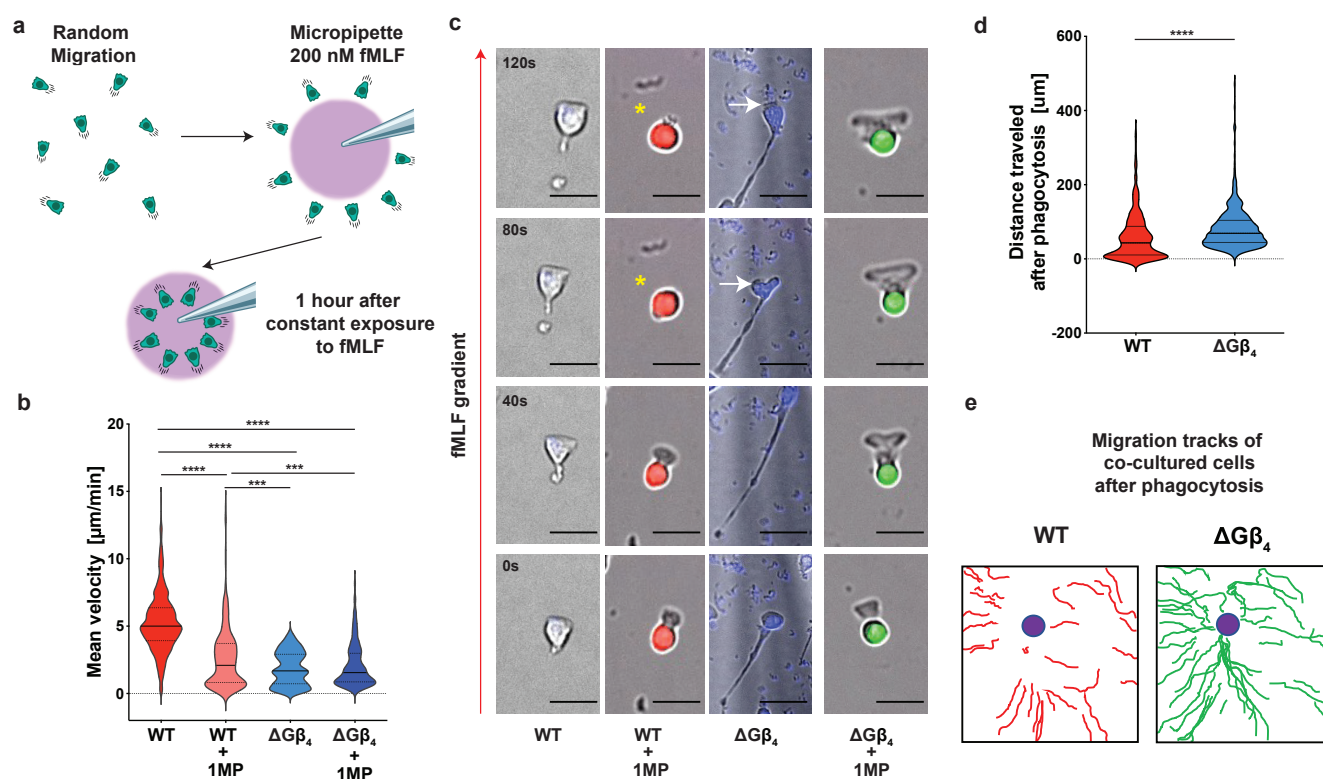 a
Random
Migration
Micropipette
200 nM fMLF
1 hour after
constant exposure
to fMLF
b
Mean velocity [µm/min]
20
15
10
5
0
****
****
****
***
***
WT
WT
+
1MP
ΔGβ₄
ΔGβ₄
+
1MP
c
fMLF gradient
120s
*
80s
*
40s
0s
WT
WT
+
1MP
ΔGβ₄
ΔGβ₄
+
1MP
d
Distance traveled
after phagocytosis [um]
600
400
200
0
-200
****
WT
ΔGβ₄
e
Migration tracks of
co-cultured cells
after phagocytosis
WT
ΔGβ₄